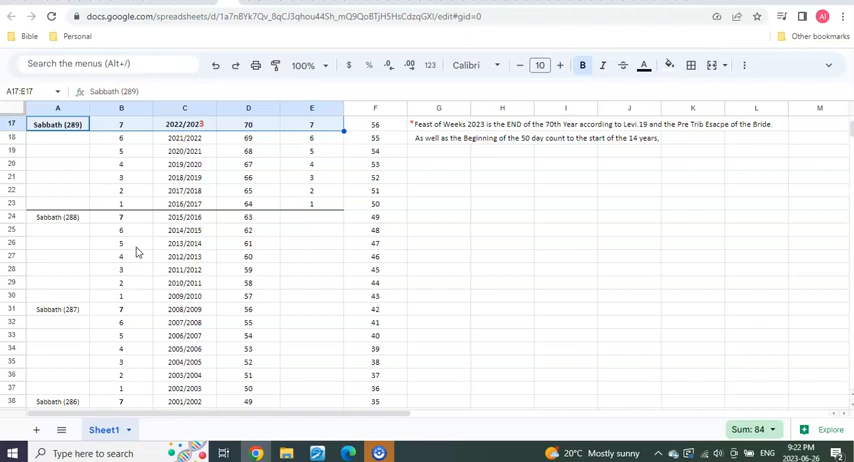 docs.google.com/spreadsheets/d/1a7nBYk7Qv_8qCJ3qhou44Sh_mQ9QoBTjH5HsCdzqGXI/edit#gid=0
Bible Personal Other bookmarks
Search the menus (Alt+/) $ % .0 .00 123 100% Calibri 10 B I A
A17:E17 fx Sabbath (289)
A B C D E F G H I J K L M
17 Sabbath (289) 7 2022/2023 70 7 56 *Feast of Weeks 2023 is the END of the 70th Year according to Levi.19 and the Pre Trib Esacpe of the Bride.
18 6 2021/2022 69 6 55 As well as the Beginning of the 50 day count to the start of the 14 years,
19 5 2020/2021 68 5 54
20 4 2019/2020 67 4 53
21 3 2018/2019 66 3 52
22 2 2017/2018 65 2 51
23 1 2016/2017 64 1 50
24 Sabbath (288) 7 2015/2016 63 49
25 6 2014/2015 62 48
26 5 2013/2014 61 47
27 4 2012/2013 60 46
28 3 2011/2012 59 45
29 2 2010/2011 58 44
30 1 2009/2010 57 43
31 Sabbath (287) 7 2008/2009 56 42
32 6 2007/2008 55 41
33 5 2006/2007 54 40
34 4 2005/2006 53 39
35 3 2004/2005 52 38
36 2 2003/2004 51 37
37 1 2002/2003 50 36
38 Sabbath (286) 7 2001/2002 49 35
Sheet1 Sum: 84 Explore
Type here to search 20°C Mostly sunny ENG 9:22 PM 2023-06-26 2